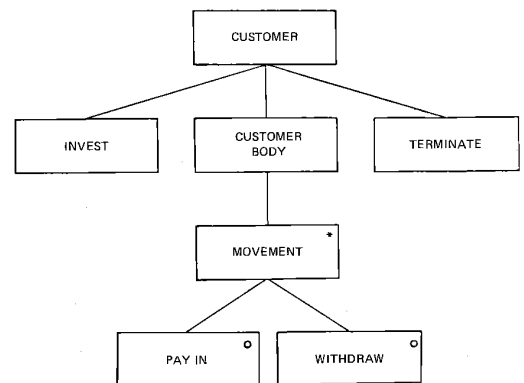 CUSTOMER
INVEST
CUSTOMER
BODY
TERMINATE
MOVEMENT *
PAY IN o
WITHDRAW o